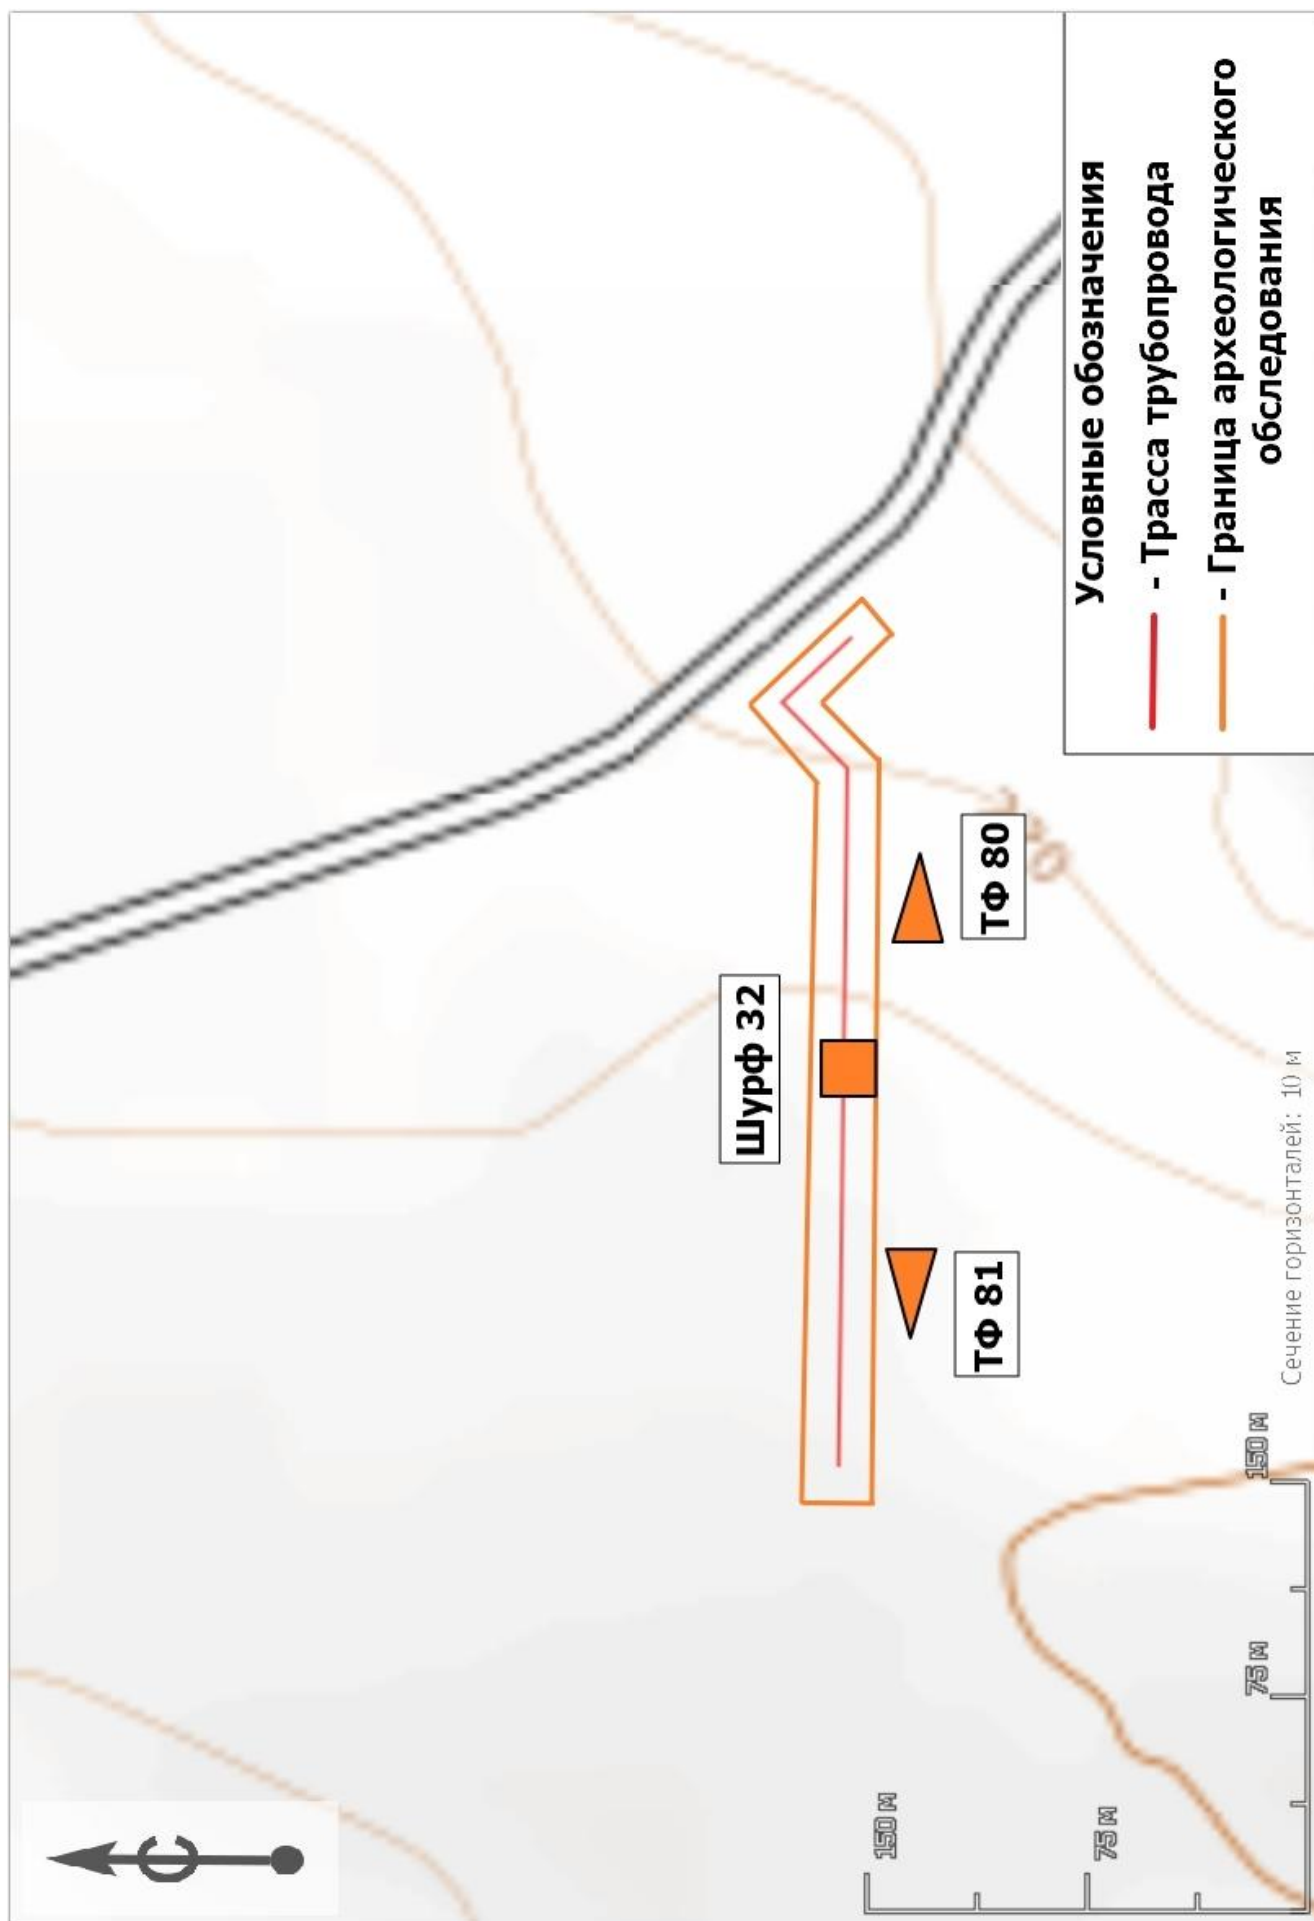 С
Шурф 32
ТФ 81
ТФ 80
150 м
75 м
75 м
150 м
Сечение горизонталей: 10 м
Условные обозначения
- Трасса трубопровода
- Граница археологического
обследования